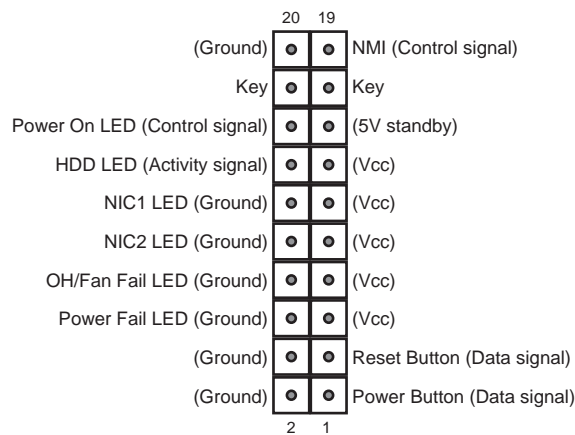 20 19
(Ground) NMI (Control signal)
Key Key
Power On LED (Control signal) (5V standby)
HDD LED (Activity signal) (Vcc)
NIC1 LED (Ground) (Vcc)
NIC2 LED (Ground) (Vcc)
OH/Fan Fail LED (Ground) (Vcc)
Power Fail LED (Ground) (Vcc)
(Ground) Reset Button (Data signal)
(Ground) Power Button (Data signal)
2 1